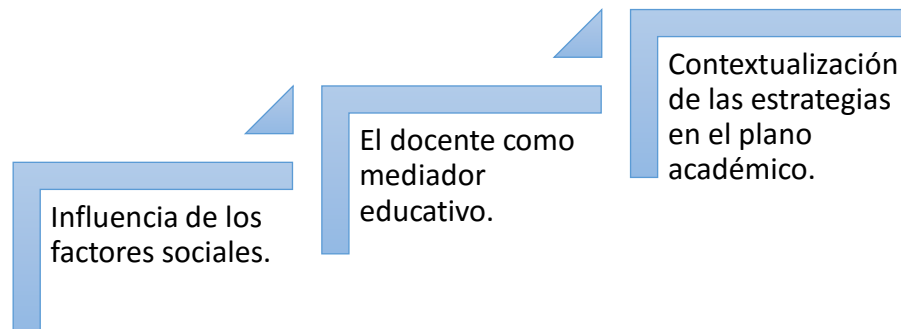 Influencia de los
factores sociales.
El docente como
mediador
educativo.
Contextualización
de las estrategias
en el plano
académico.